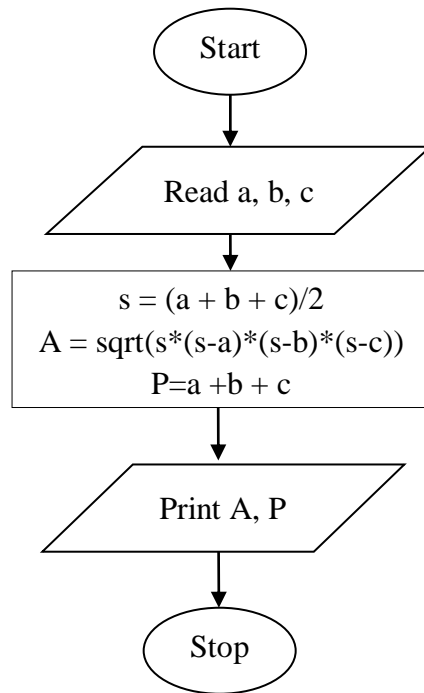 Start
Read a, b, c
s = (a + b + c)/2
A = sqrt(s*(s-a)*(s-b)*(s-c))
P=a +b + c
Print A, P
Stop